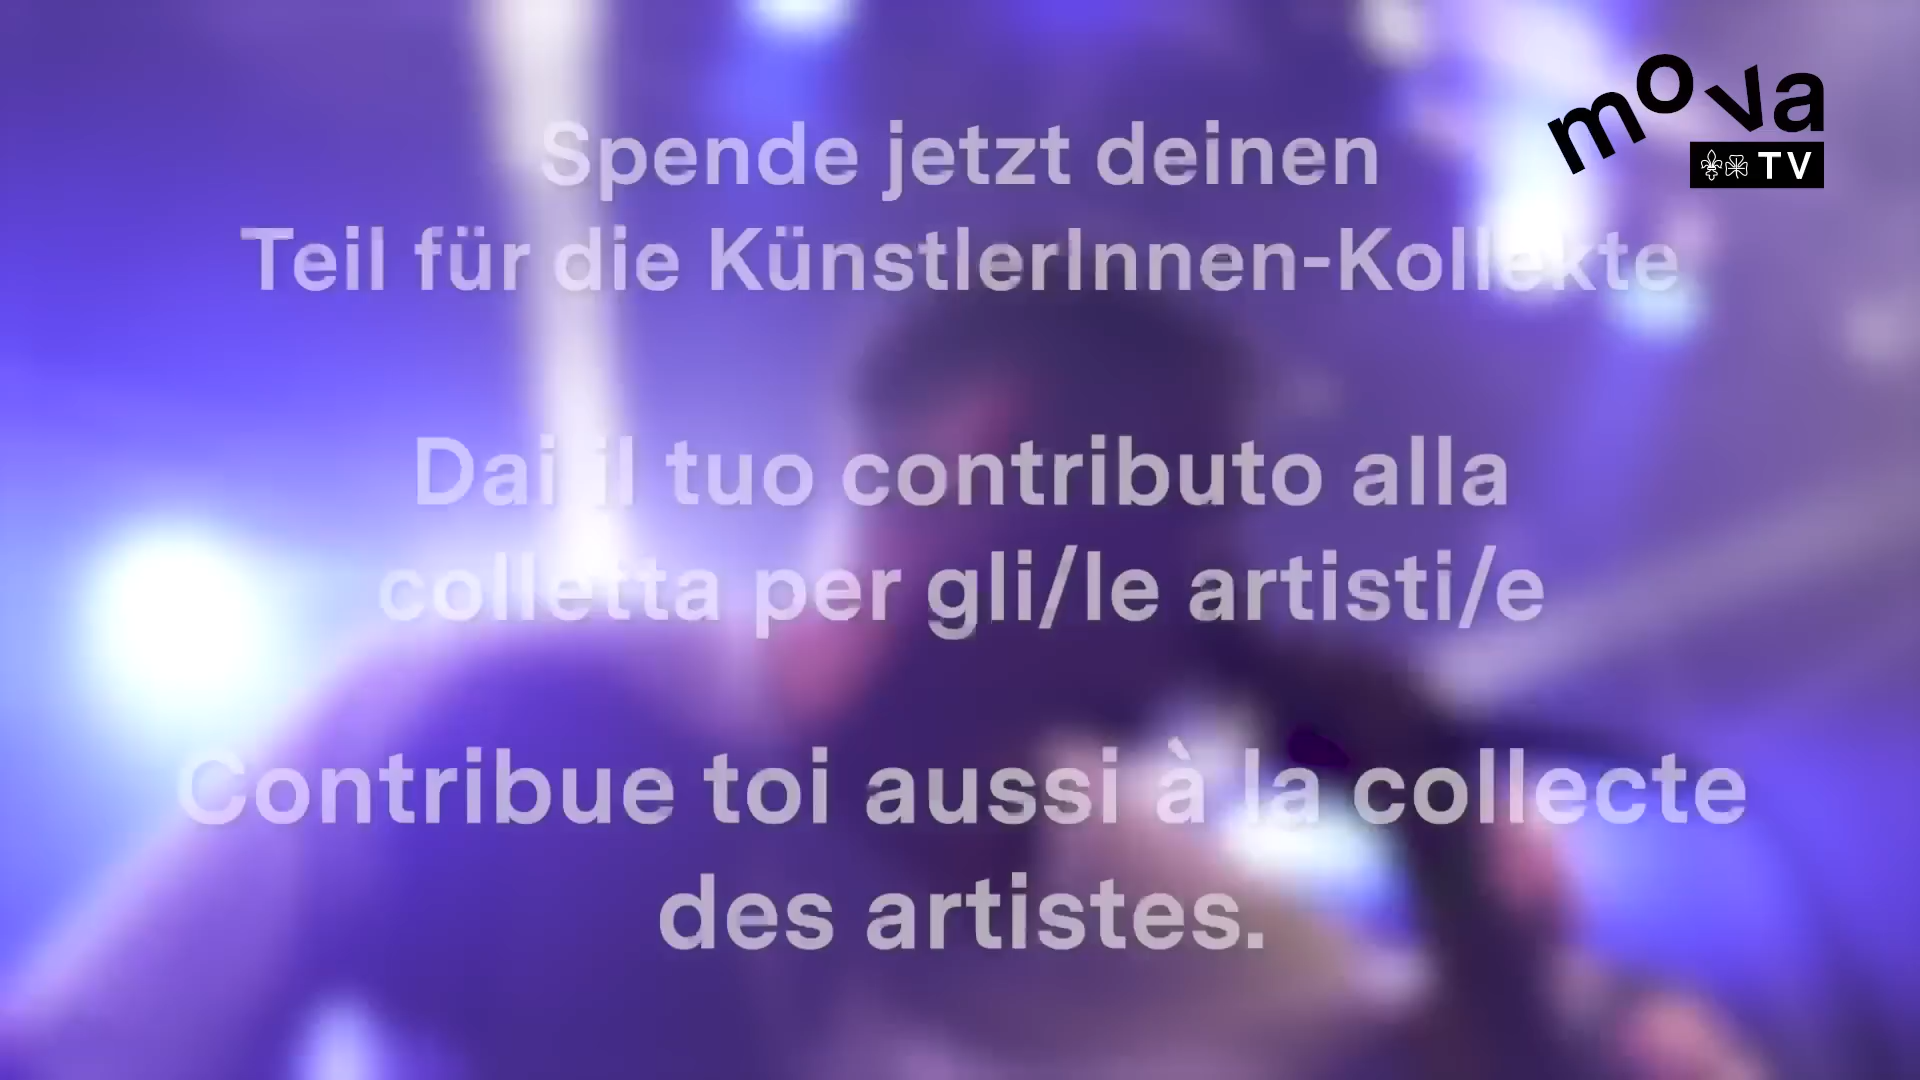 mova
TV
Spende jetzt deinen
Teil für die KünstlerInnen-Kollekte
Dai il tuo contributo alla
colletta per gli/le artisti/e
Contribue toi aussi à la collecte
des artistes.